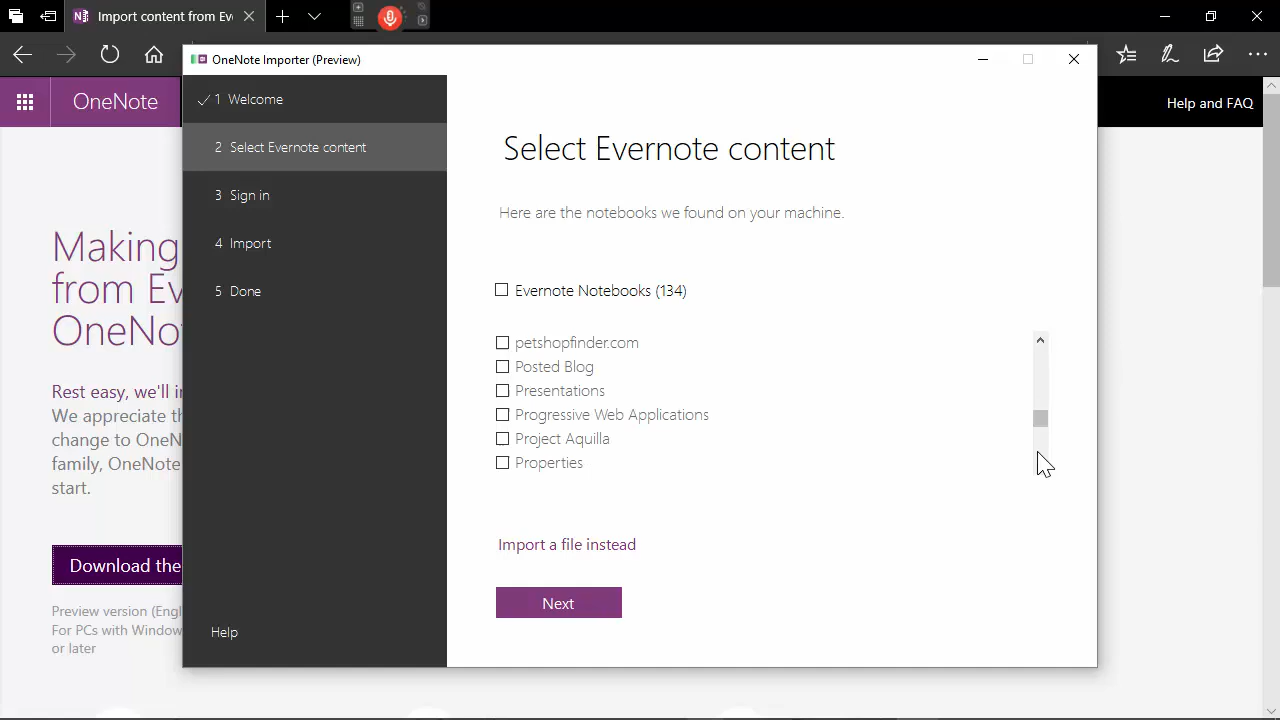 Import content from Ev
OneNote Importer (Preview)
OneNote
Help and FAQ
1 Welcome
2 Select Evernote content
3 Sign in
4 Import
5 Done
Help
Select Evernote content
Here are the notebooks we found on your machine.
Evernote Notebooks (134)
petshopfinder.com
Posted Blog
Presentations
Progressive Web Applications
Project Aquilla
Properties
Import a file instead
Next
Making
from Ev
OneNo
Rest easy, we'll i
We appreciate th
change to OneN
family, OneNote
start.
Download the
Preview version (Engl
For PCs with Window
or later